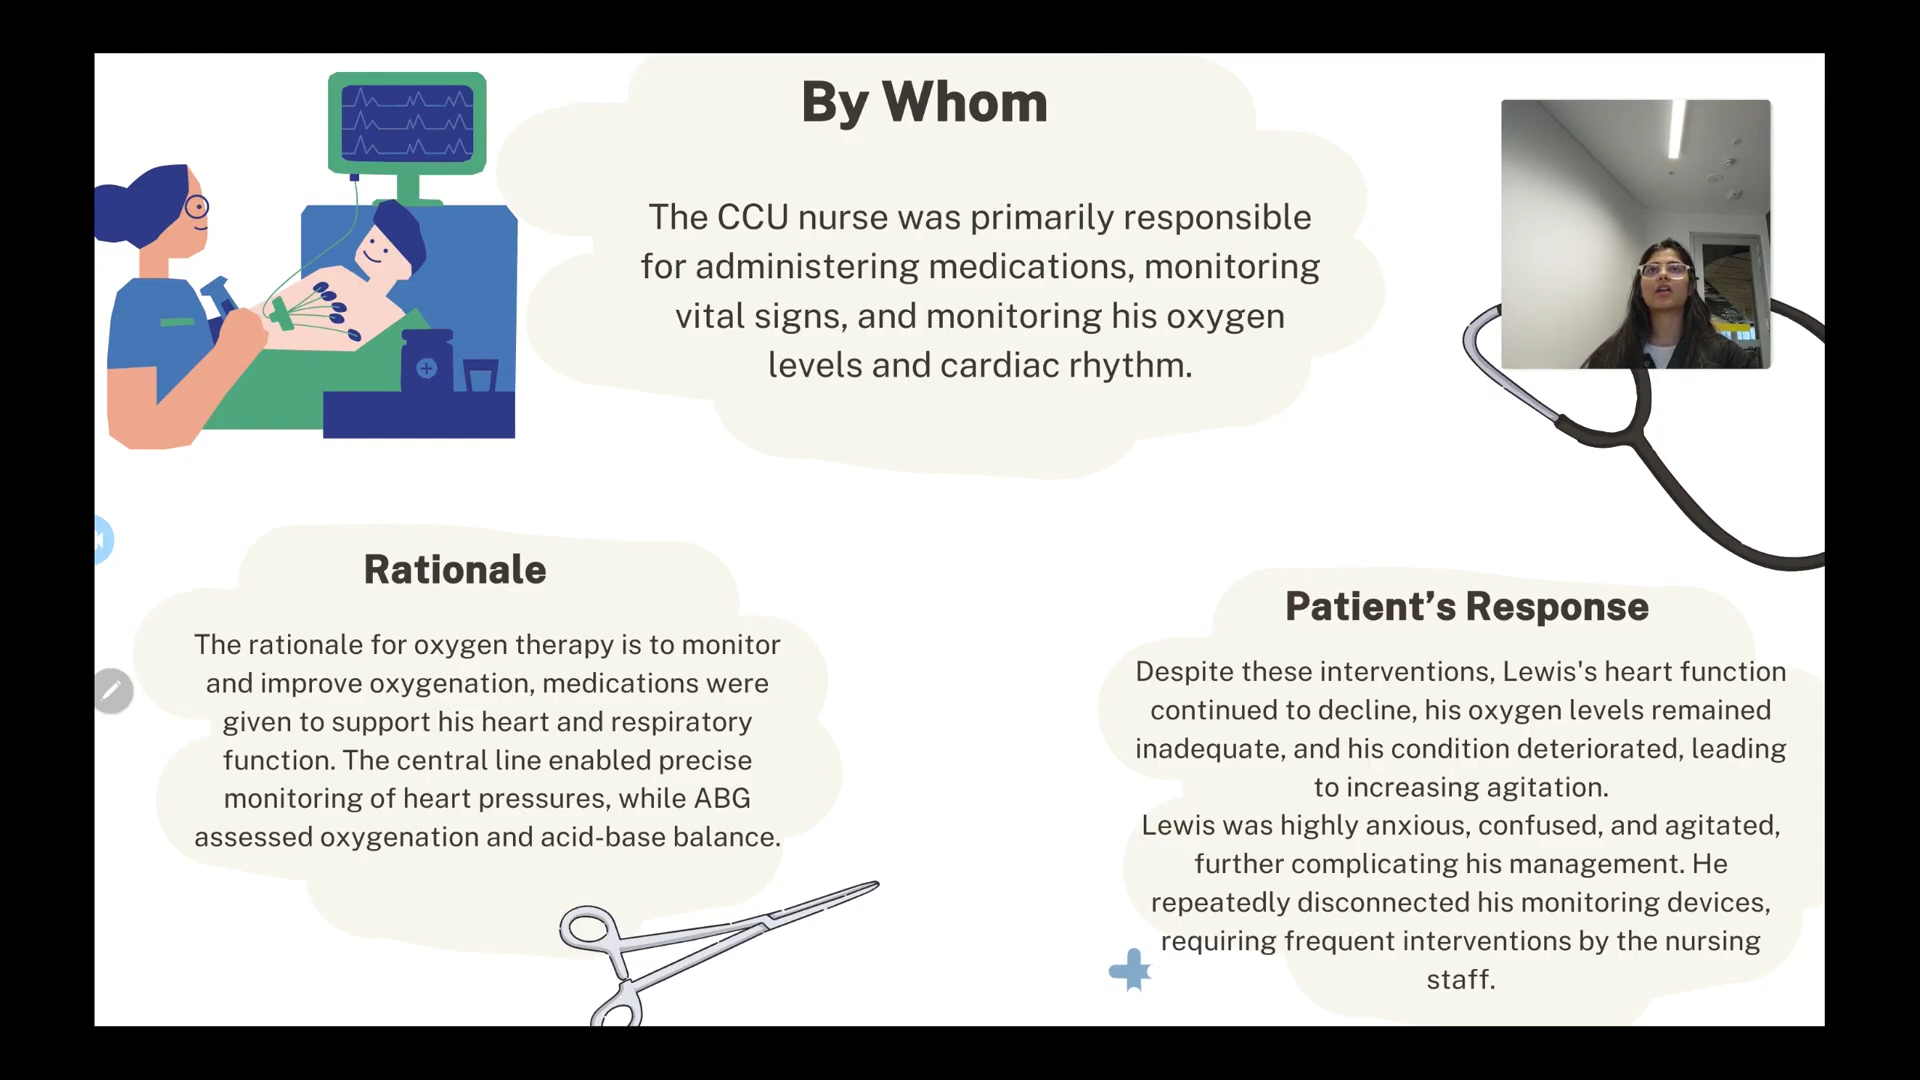 By Whom
The CCU nurse was primarily responsible
for administering medications, monitoring
vital signs, and monitoring his oxygen
levels and cardiac rhythm.
Rationale
The rationale for oxygen therapy is to monitor
and improve oxygenation, medications were
given to support his heart and respiratory
function. The central line enabled precise
monitoring of heart pressures, while ABG
assessed oxygenation and acid-base balance.
Patient’s Response
Despite these interventions, Lewis's heart function
continued to decline, his oxygen levels remained
inadequate, and his condition deteriorated, leading
to increasing agitation.
Lewis was highly anxious, confused, and agitated,
further complicating his management. He
repeatedly disconnected his monitoring devices,
requiring frequent interventions by the nursing
staff.